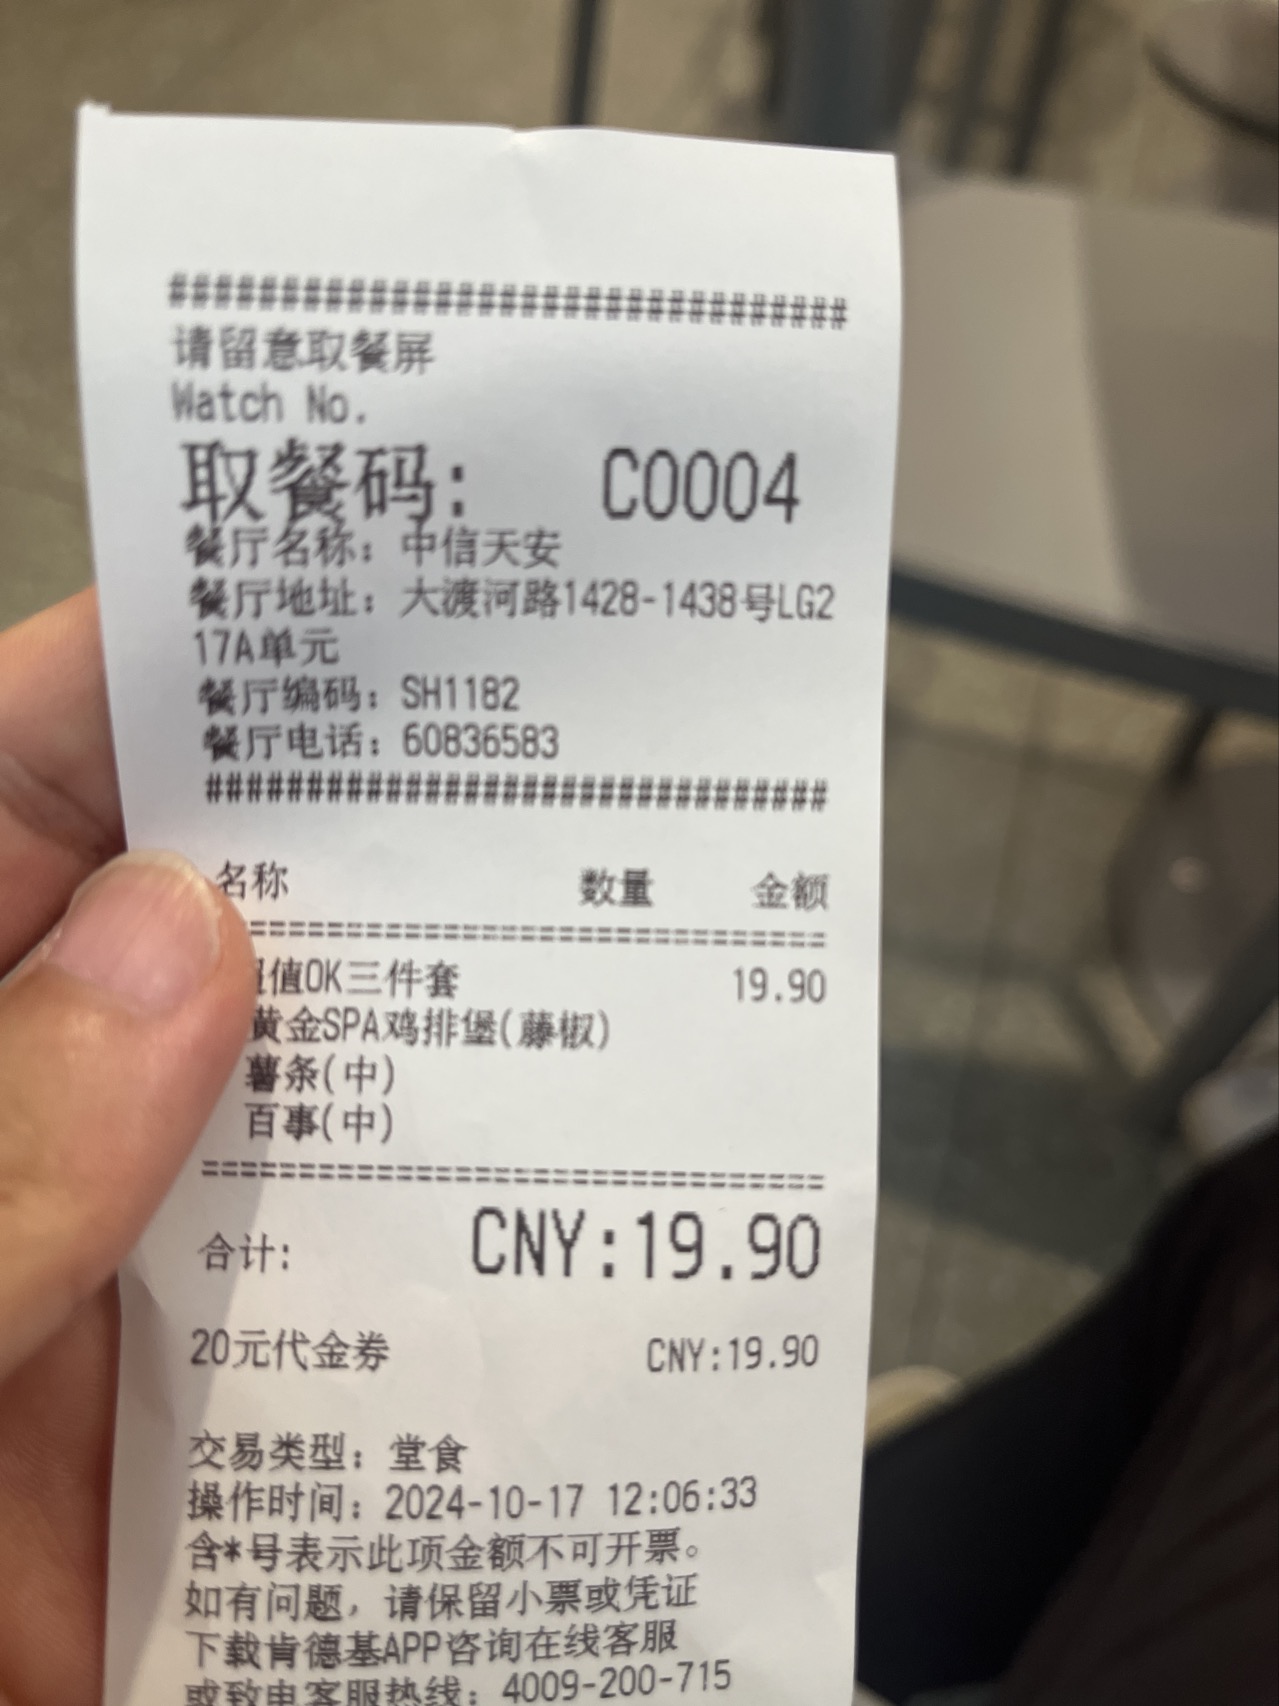 ################################
请留意取餐屏
Watch No.
取餐码: C0004
餐厅名称: 中信天安
餐厅地址: 大渡河路1428-1438号LG2
17A单元
餐厅编码: SH1182
餐厅电话: 60836583
################################
名称 数量 金额
================================
值OK三件套 19.90
黄金SPA鸡排堡(藤椒)
薯条(中)
百事(中)
================================
合计: CNY:19.90
20元代金券 CNY:19.90
交易类型: 堂食
操作时间: 2024-10-17 12:06:33
含*号表示此项金额不可开票。
如有问题, 请保留小票或凭证
下载肯德基APP咨询在线客服
或致电客服热线: 4009-200-715